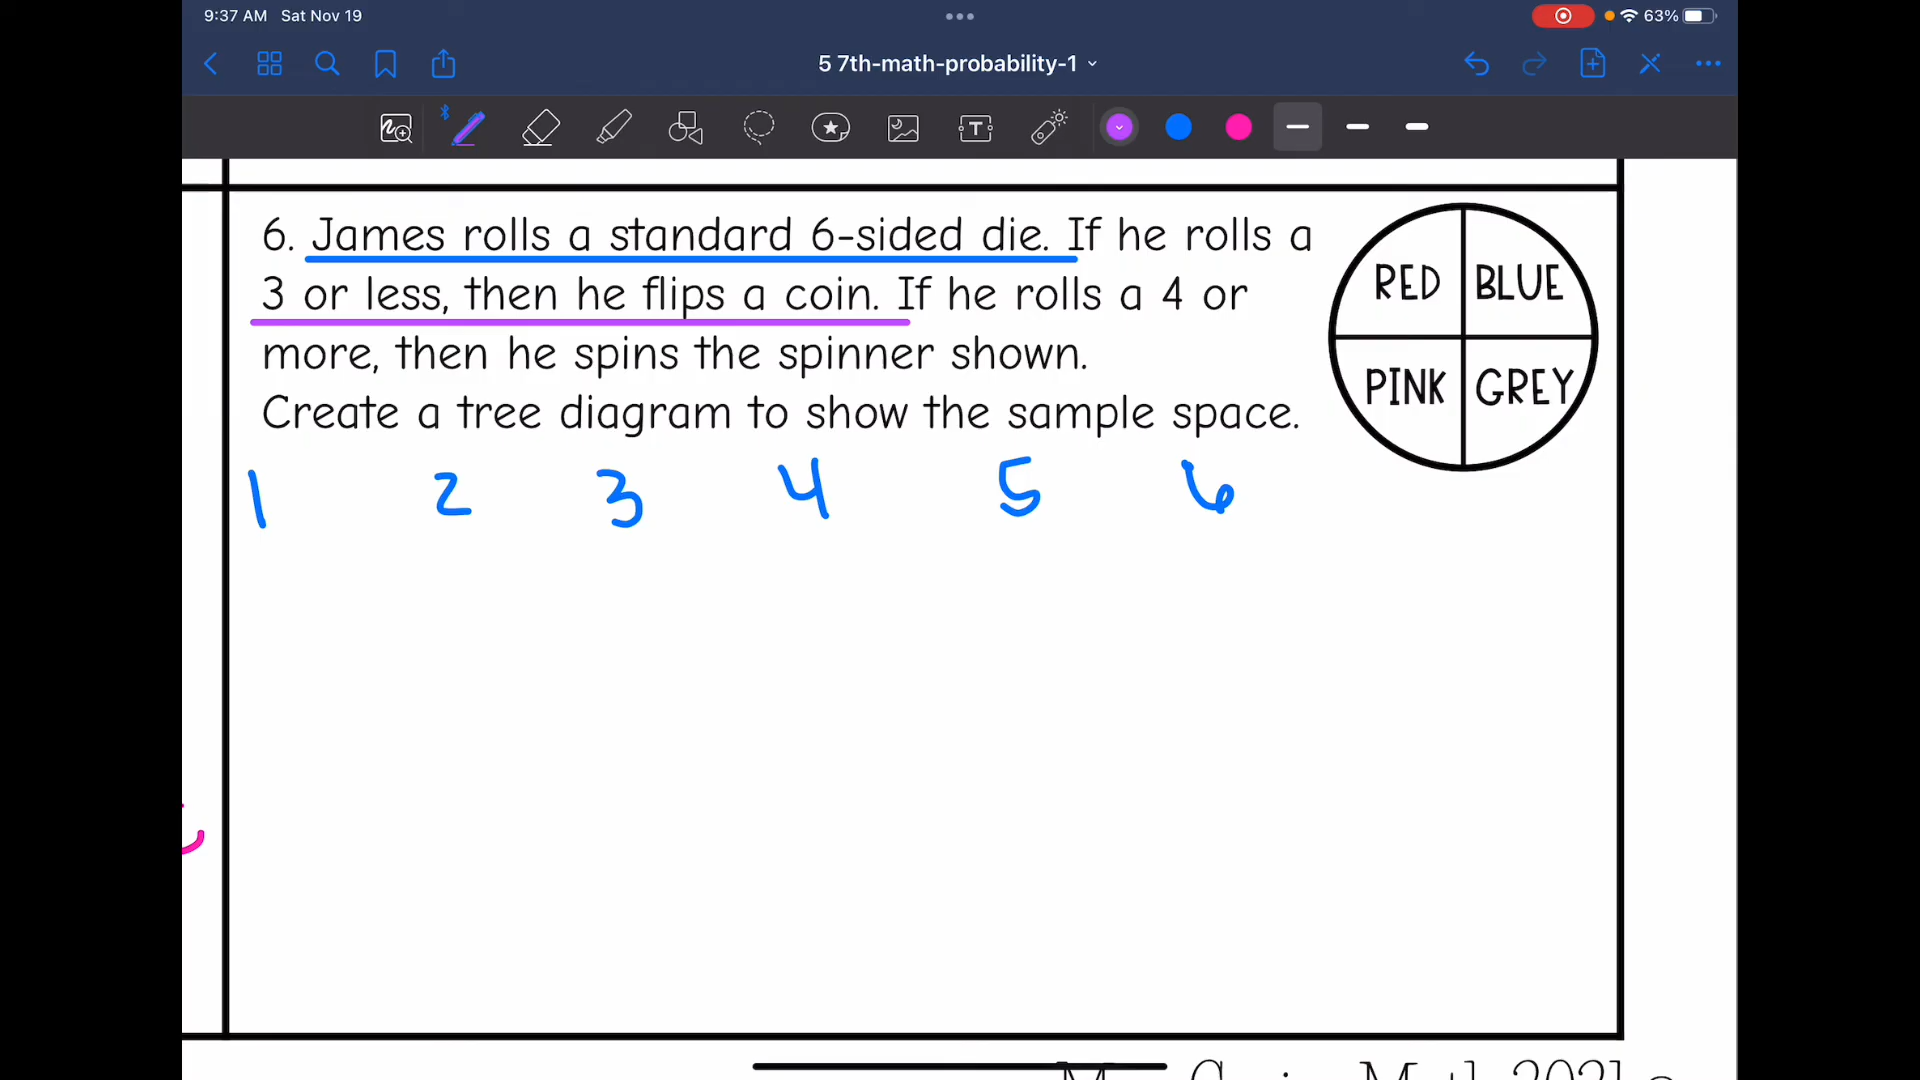 9:37 AM Sat Nov 19
63%
5 7th-math-probability-1
T
6. James rolls a standard 6-sided die. If he rolls a
3 or less, then he flips a coin. If he rolls a 4 or
more, then he spins the spinner shown.
Create a tree diagram to show the sample space.
RED BLUE
PINK GREY
1 2 3 4 5 6
Math 2021 ©